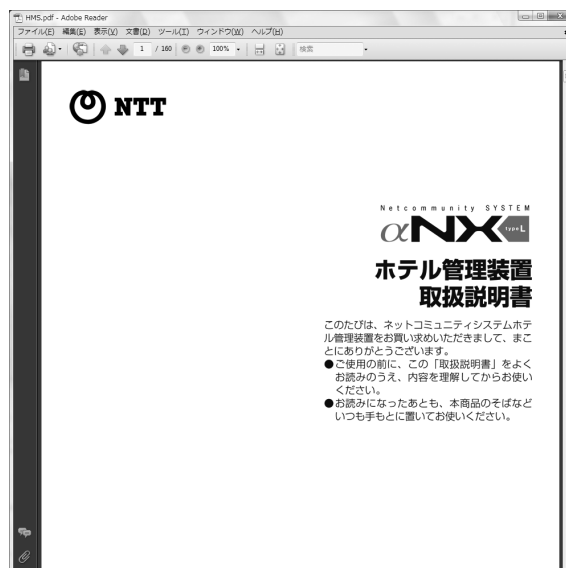 HMS.pdf - Adobe Reader
ファイル(F) 編集(E) 表示(V) 文書(D) ツール(T) ウィンドウ(W) ヘルプ(H)
1 / 160 100% 検索
NTT
Netcommunity SYSTEM
αNX typeL
ホテル管理装置
取扱説明書
このたびは、ネットコミュニティシステムホテ
ル管理装置をお買い求めいただきまして、まこ
とにありがとうございます。
●ご使用の前に、この「取扱説明書」をよく
お読みのうえ、内容を理解してからお使い
ください。
●お読みになったあとも、本商品のそばなど
いつも手もとに置いてお使いください。